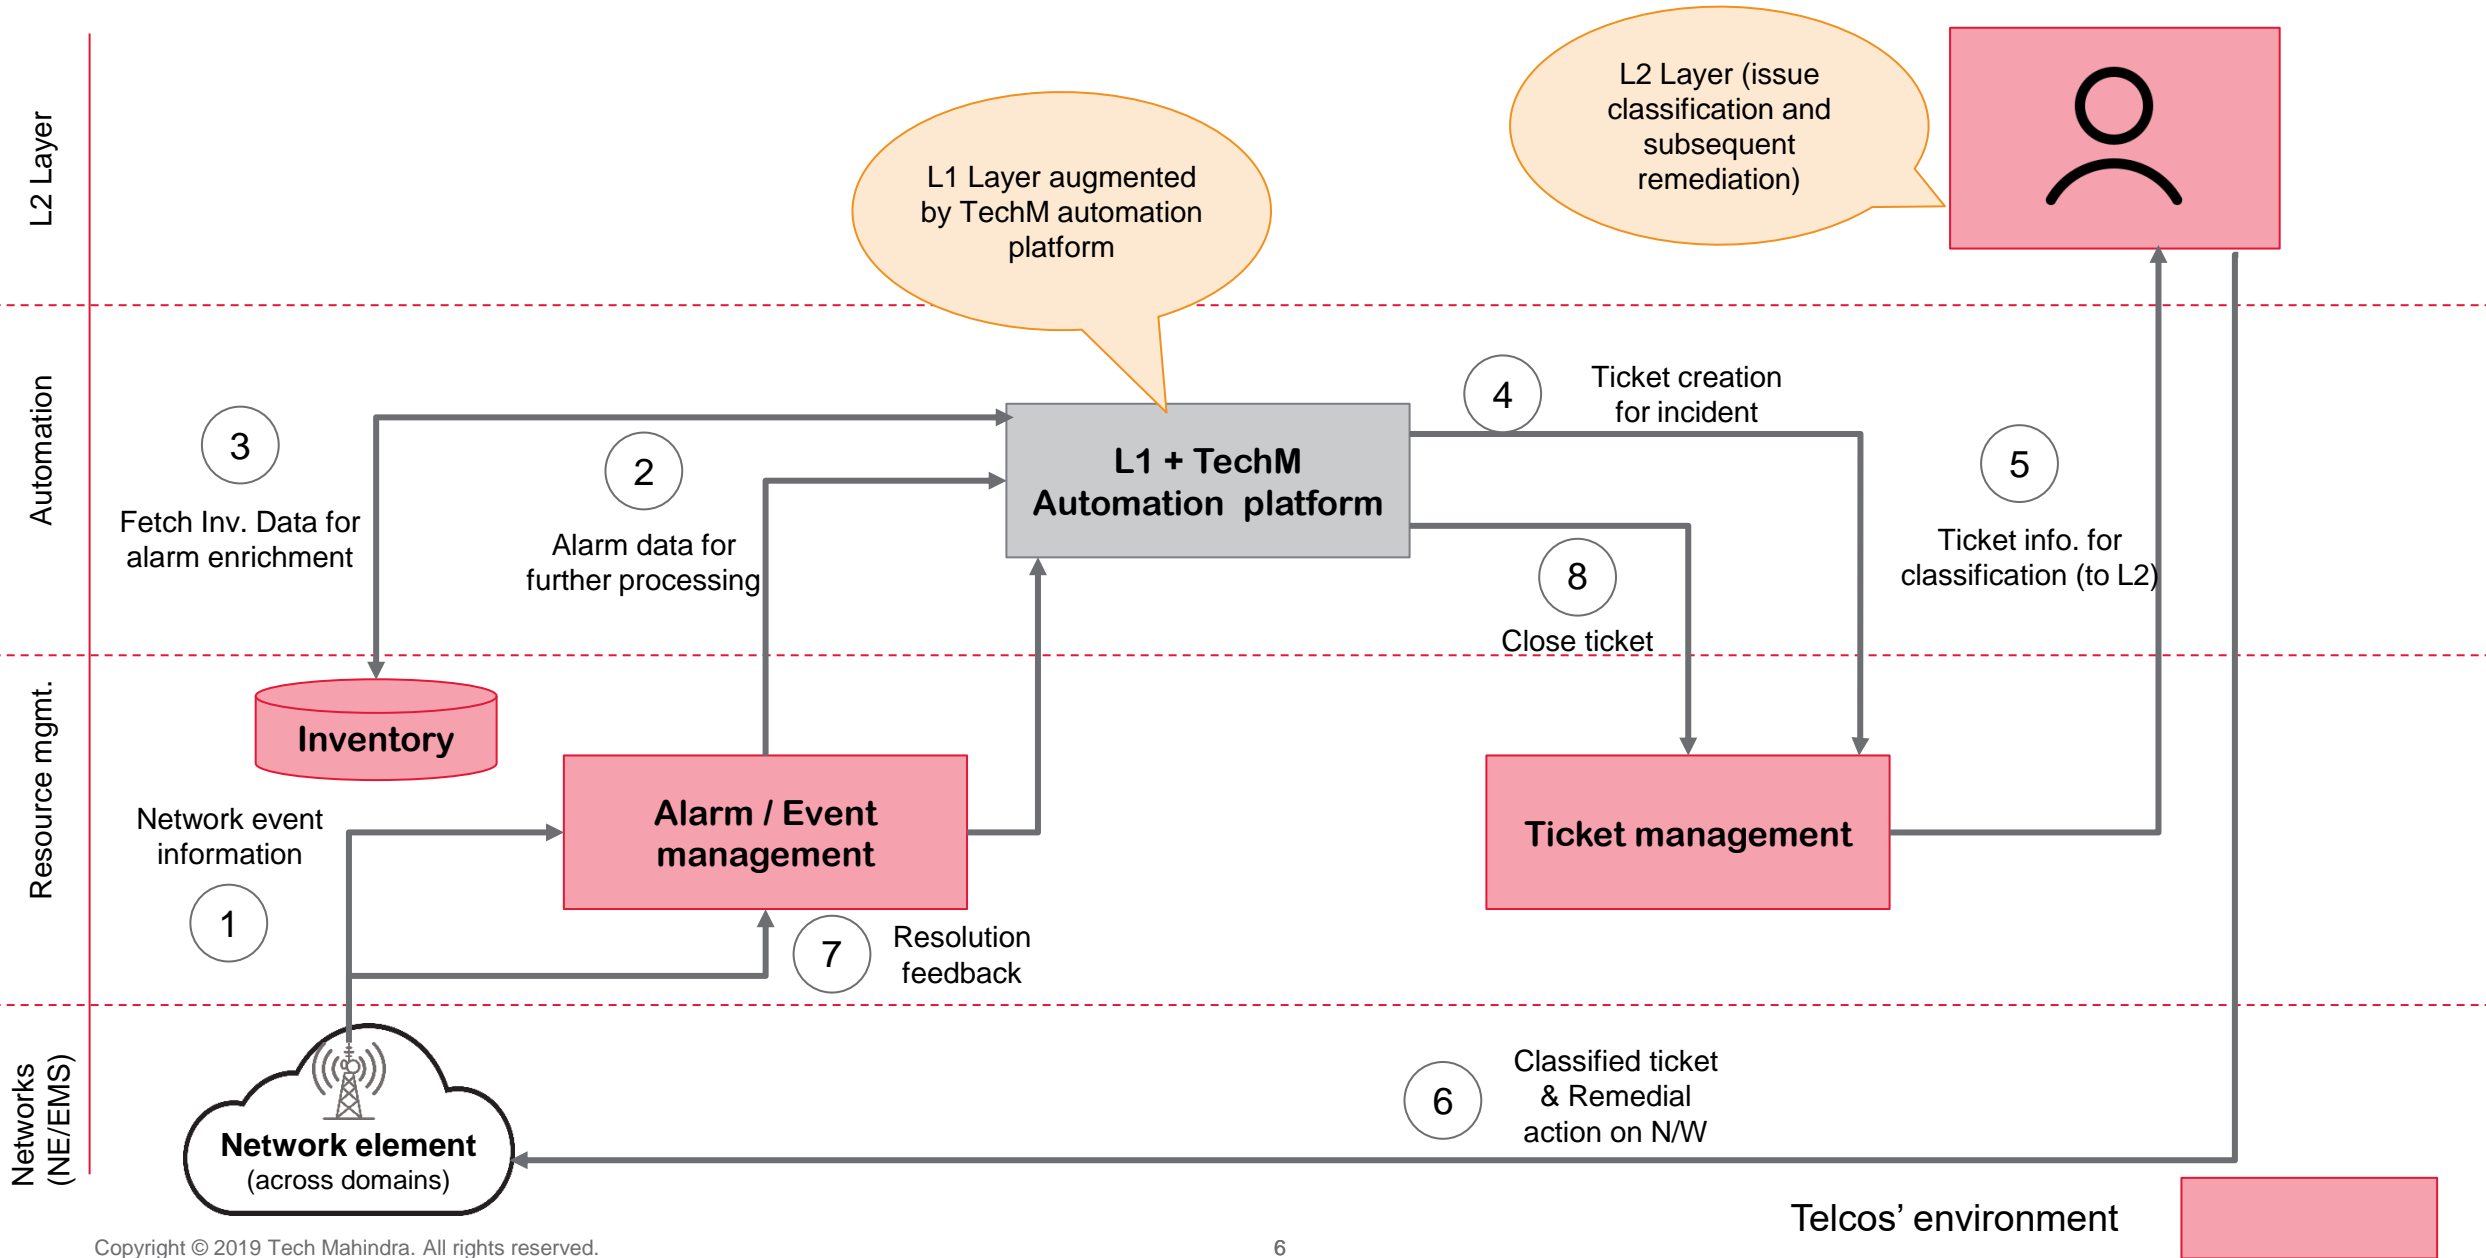 L2 Layer
L1 Layer augmented
by TechM automation
platform
L2 Layer (issue
classification and
subsequent
remediation)
Automation
3
Fetch Inv. Data for
alarm enrichment
2
Alarm data for
further processing
L1 + TechM
Automation platform
4
Ticket creation
for incident
8
Close ticket
5
Ticket info. for
classification (to L2)
Resource mgmt.
Inventory
Network event
information
1
Alarm / Event
management
7
Resolution
feedback
Ticket management
Networks
(NE/EMS)
Network element
(across domains)
6
Classified ticket
& Remedial
action on N/W
Telcos’ environment
Copyright © 2019 Tech Mahindra. All rights reserved.
6